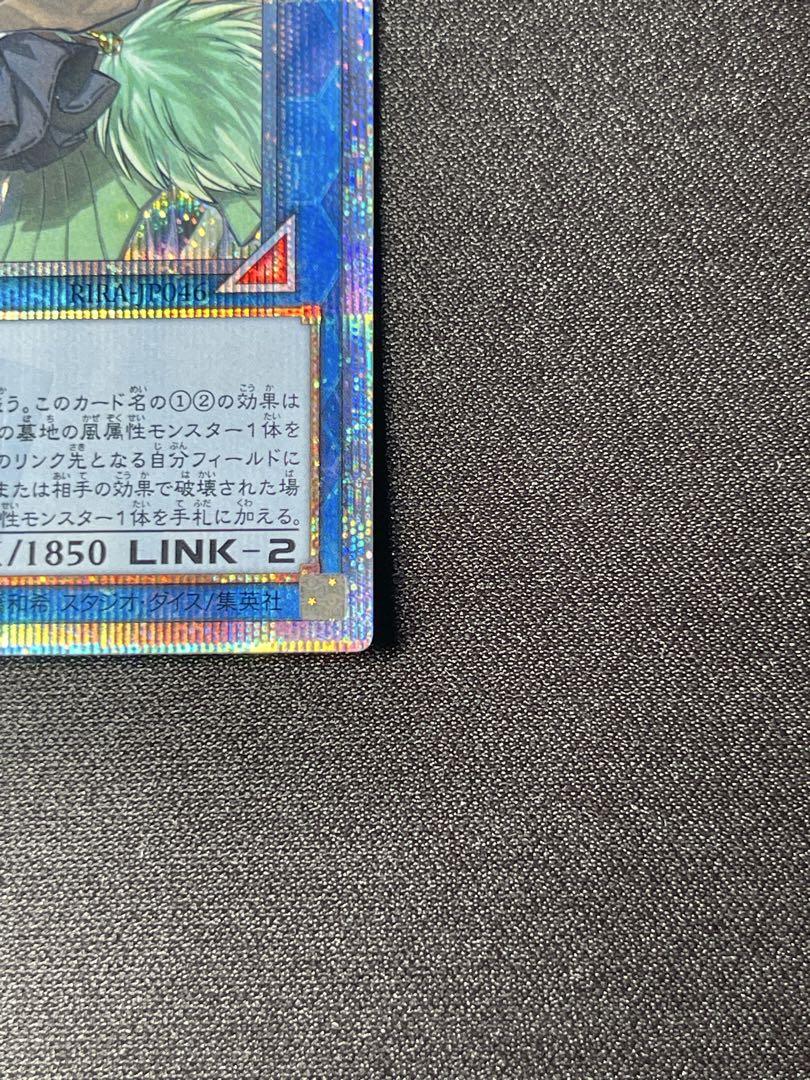 RIRA-JP046
う。このカード名の①②の効果は
の墓地の風属性モンスター1体を
のリンク先となる自分フィールドに
または相手の効果で破壊された場
性モンスター1体を手札に加える。
/1850 LINK-2
和希 スタジオ・ダイス/集英社